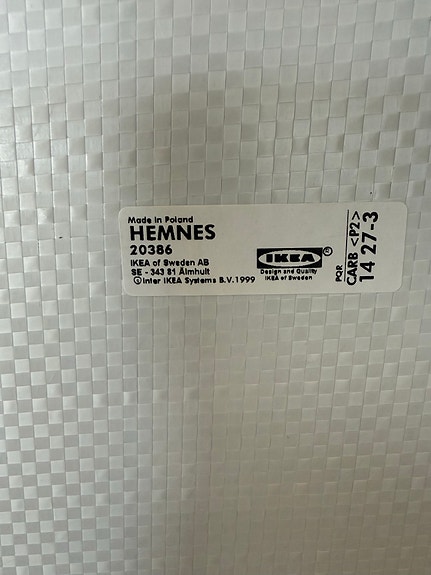 Made in Poland
HEMNES
20386
IKEA of Sweden AB
SE - 343 81 Älmhult
©Inter IKEA Systems B.V. 1999
IKEA®
Design and Quality
IKEA of Sweden
PQR
CARB <P2>
14 27-3